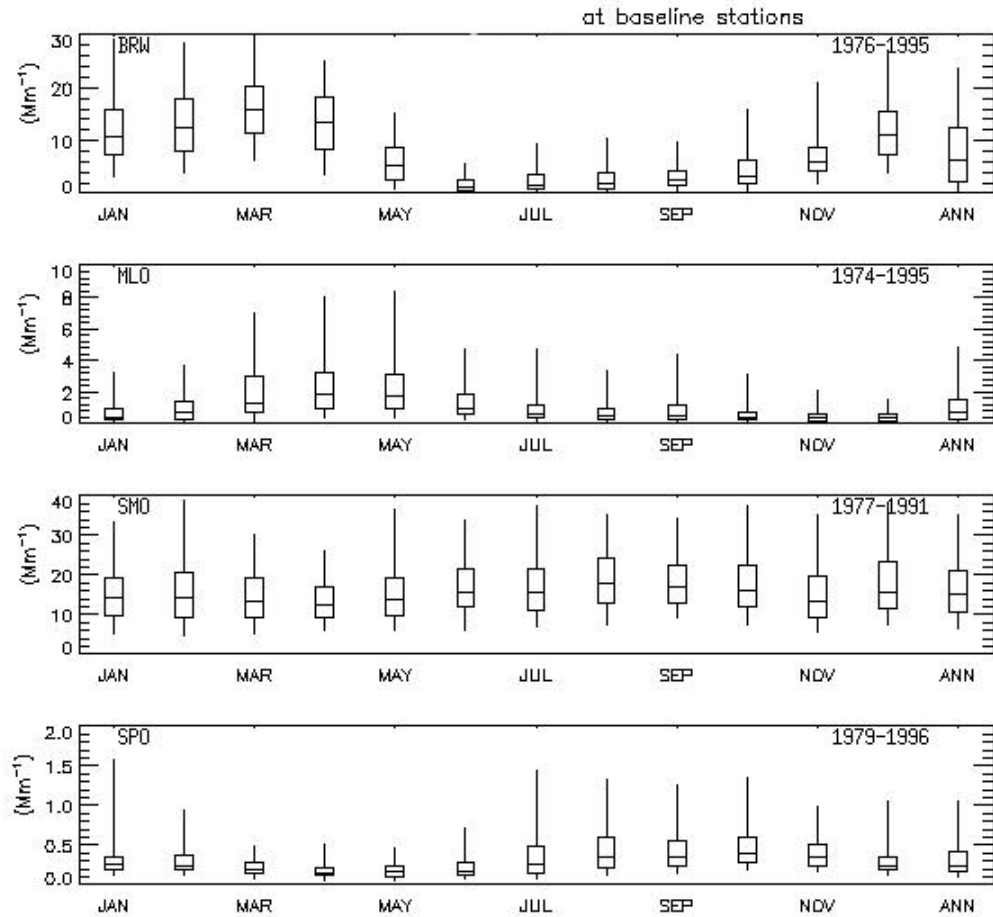 at baseline stations
BRW 1976-1995
30
20
10
0
(Mm⁻¹)
JAN MAR MAY JUL SEP NOV ANN
MLO 1974-1995
10
8
6
4
2
0
(Mm⁻¹)
JAN MAR MAY JUL SEP NOV ANN
SMO 1977-1991
40
30
20
10
0
(Mm⁻¹)
JAN MAR MAY JUL SEP NOV ANN
SPO 1979-1996
2.0
1.5
1.0
0.5
0.0
(Mm⁻¹)
JAN MAR MAY JUL SEP NOV ANN